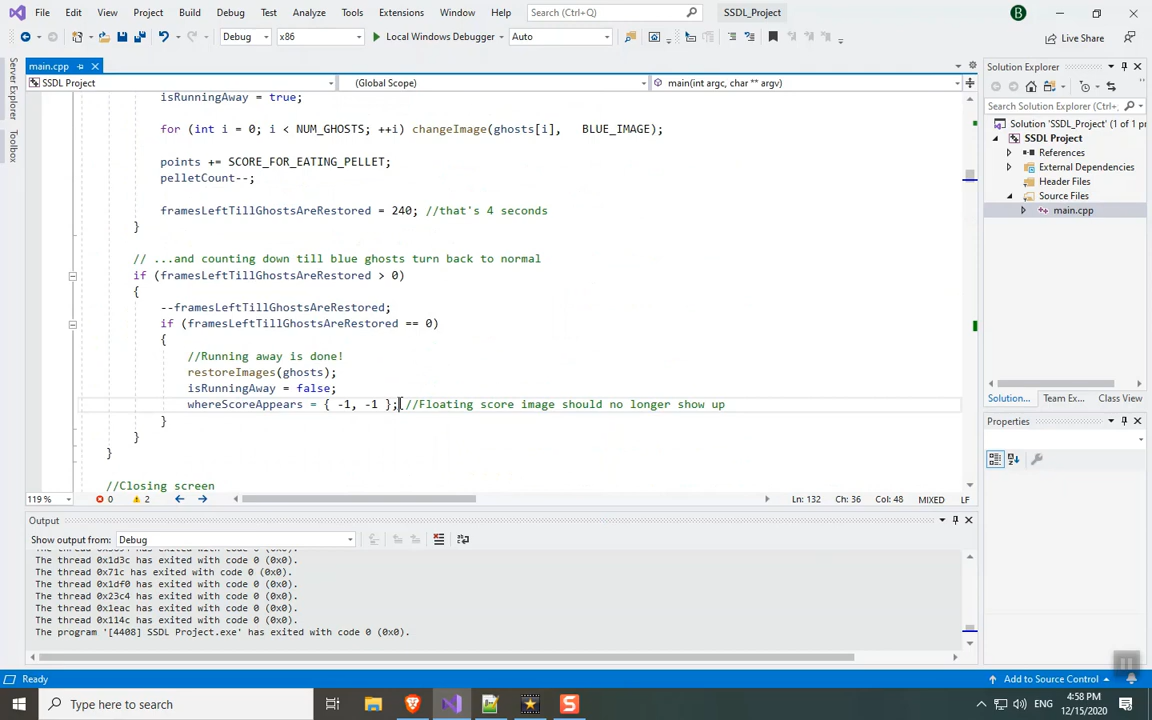 File Edit View Project Build Debug Test Analyze Tools Extensions Window Help Search (Ctrl+Q) SSDL_Project B
Debug x86 Local Windows Debugger Auto Live Share
main.cpp
SSDL Project (Global Scope) main(int argc, char ** argv)
Server Explorer
Toolbox
isRunningAway = true;
for (int i = 0; i < NUM_GHOSTS; ++i) changeImage(ghosts[i], BLUE_IMAGE);
points += SCORE_FOR_EATING_PELLET;
pelletCount--;
framesLeftTillGhostsAreRestored = 240; //that's 4 seconds
}
// ...and counting down till blue ghosts turn back to normal
if (framesLeftTillGhostsAreRestored > 0)
{
--framesLeftTillGhostsAreRestored;
if (framesLeftTillGhostsAreRestored == 0)
{
//Running away is done!
restoreImages(ghosts);
isRunningAway = false;
whereScoreAppears = { -1, -1 }; //Floating score image should no longer show up
}
}
}
//Closing screen
119 % 0 2 Ln: 132 Ch: 36 Col: 48 MIXED LF
Output
Show output from: Debug
The thread 0x1d3c has exited with code 0 (0x0).
The thread 0x71c has exited with code 0 (0x0).
The thread 0x1df0 has exited with code 0 (0x0).
The thread 0x23c4 has exited with code 0 (0x0).
The thread 0x1eac has exited with code 0 (0x0).
The thread 0x114c has exited with code 0 (0x0).
The program '[4408] SSDL Project.exe' has exited with code 0 (0x0).
Solution Explorer
Search Solution Explorer (Ctrl+
Solution 'SSDL_Project' (1 of 1 pr
SSDL Project
References
External Dependencies
Header Files
Source Files
main.cpp
Solution... Team Ex... Class View
Properties
Ready Add to Source Control
Type here to search ENG 4:58 PM
12/15/2020